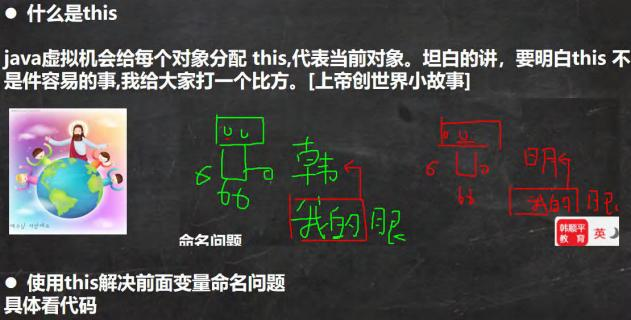 ● 什么是this
java虚拟机会给每个对象分配 this,代表当前对象。坦白的讲，要明白this 不
是件容易的事,我给大家打一个比方。[上帝创世界小故事]
韩
我的 眼
明
我的 眼
命名问题
韩顺平
教 育
英
● 使用this解决前面变量命名问题
具体看代码